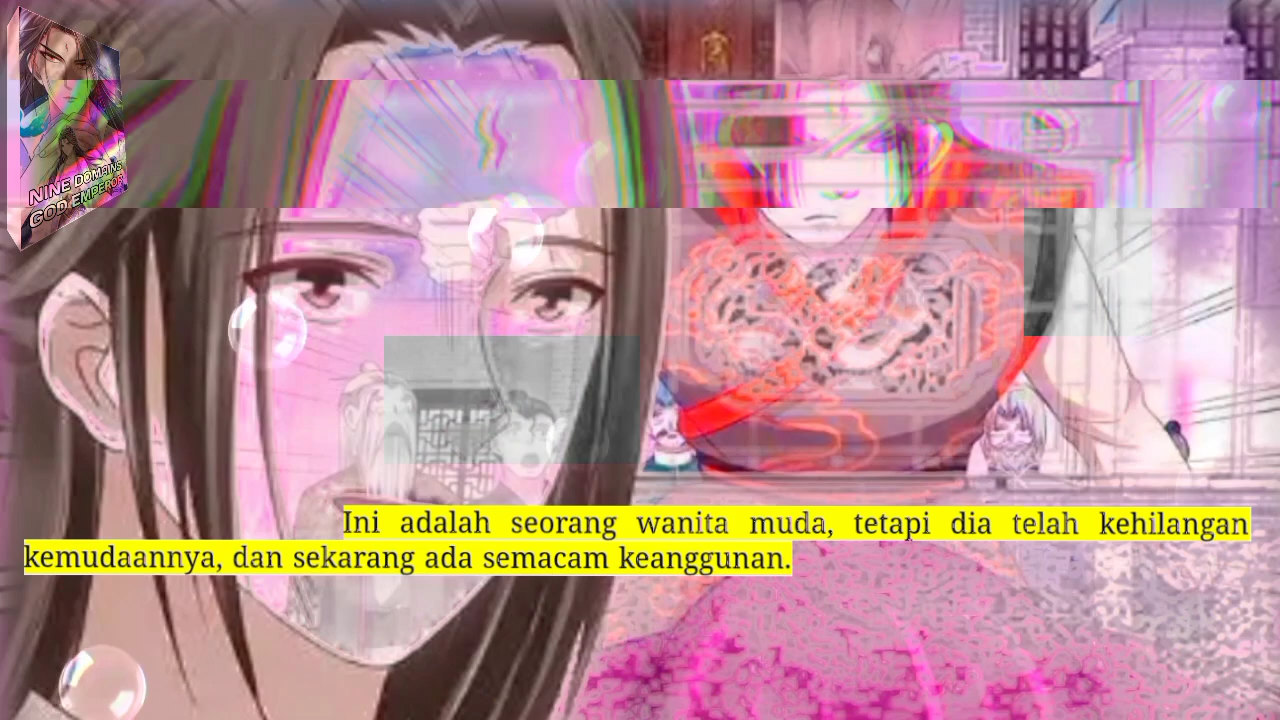 NINE DOMAINS
GOD EMPEROR
Ini adalah seorang wanita muda, tetapi dia telah kehilangan
kemudaannya, dan sekarang ada semacam keanggunan.